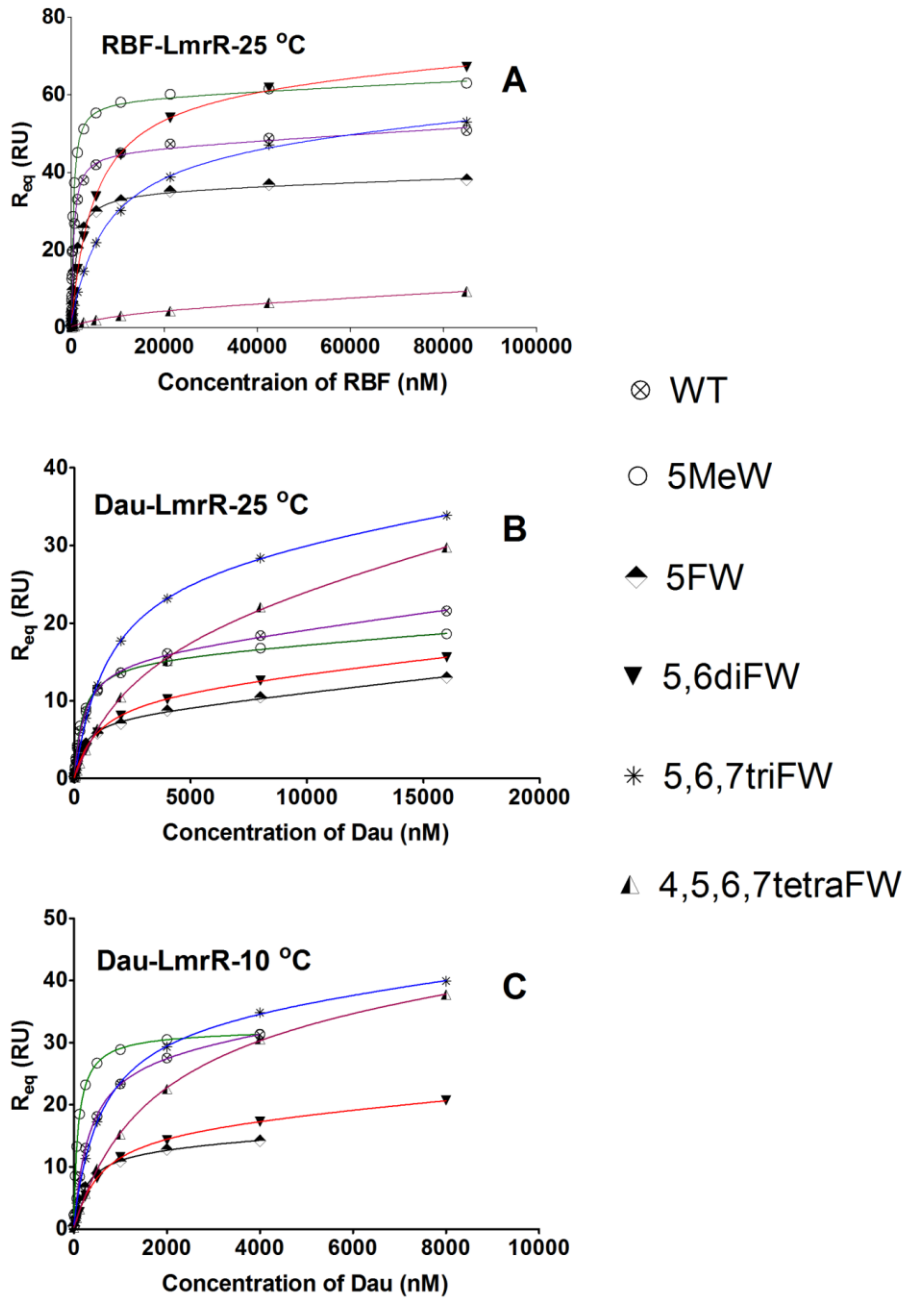 RBF-LmrR-25 °C
A
80
60
40
20
0
R_eq (RU)
0 20000 40000 60000 80000 100000
Concentraion of RBF (nM)
Dau-LmrR-25 °C
B
40
30
20
10
0
R_eq (RU)
0 5000 10000 15000 20000
Concentration of Dau (nM)
Dau-LmrR-10 °C
C
50
40
30
20
10
0
R_eq (RU)
0 2000 4000 6000 8000 10000
Concentration of Dau (nM)
WT
5MeW
5FW
5,6diFW
5,6,7triFW
4,5,6,7tetraFW